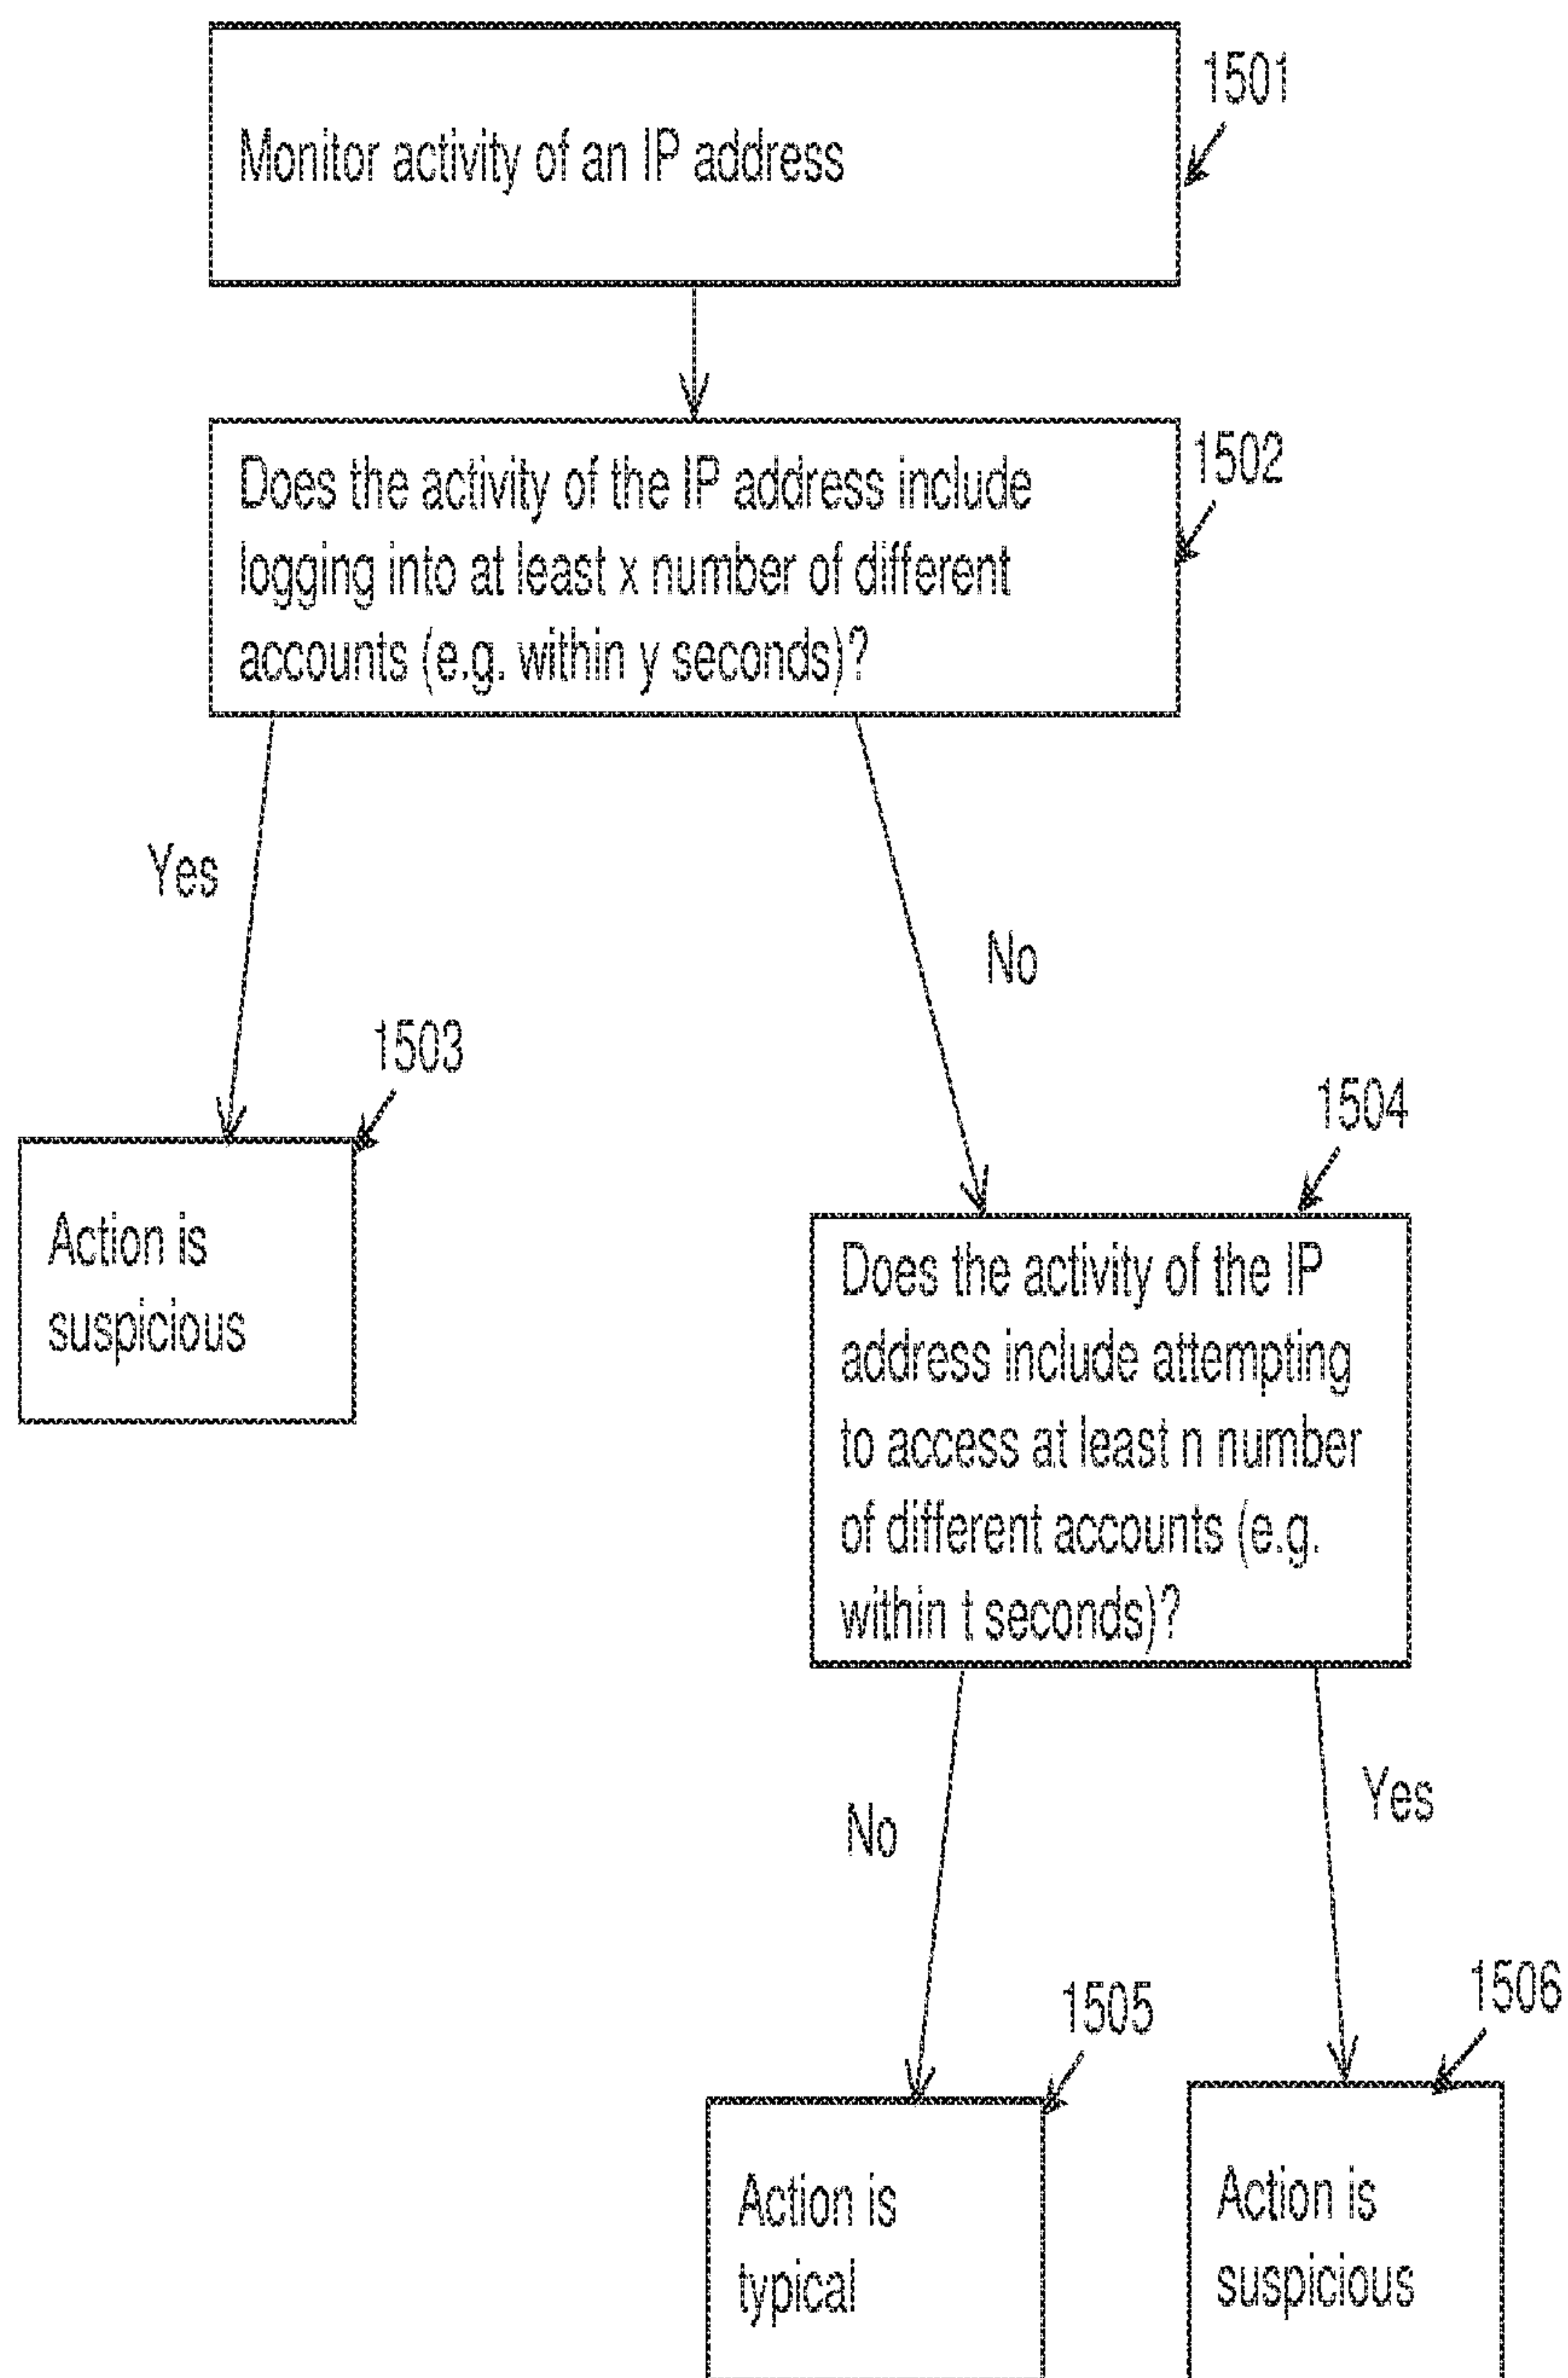 1501
Monitor activity of an IP address
1502
Does the activity of the IP address include
logging into at least x number of different
accounts (e.g. within y seconds)?
Yes
No
1503
1504
Action is
suspicious
Does the activity of the IP
address include attempting
to access at least n number
of different accounts (e.g.
within t seconds)?
No
Yes
1505
1506
Action is
typical
Action is
suspicious